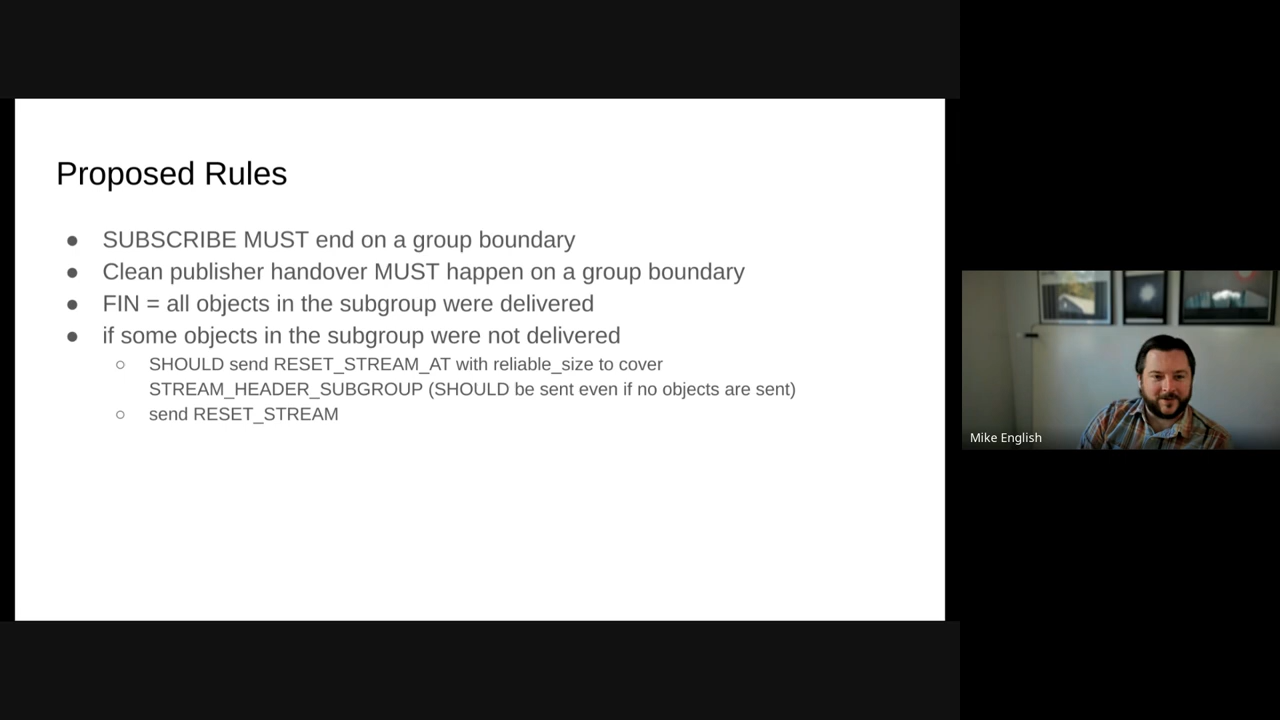 Proposed Rules
● SUBSCRIBE MUST end on a group boundary
● Clean publisher handover MUST happen on a group boundary
● FIN = all objects in the subgroup were delivered
● if some objects in the subgroup were not delivered
○ SHOULD send RESET_STREAM_AT with reliable_size to cover
STREAM_HEADER_SUBGROUP (SHOULD be sent even if no objects are sent)
○ send RESET_STREAM
Mike English